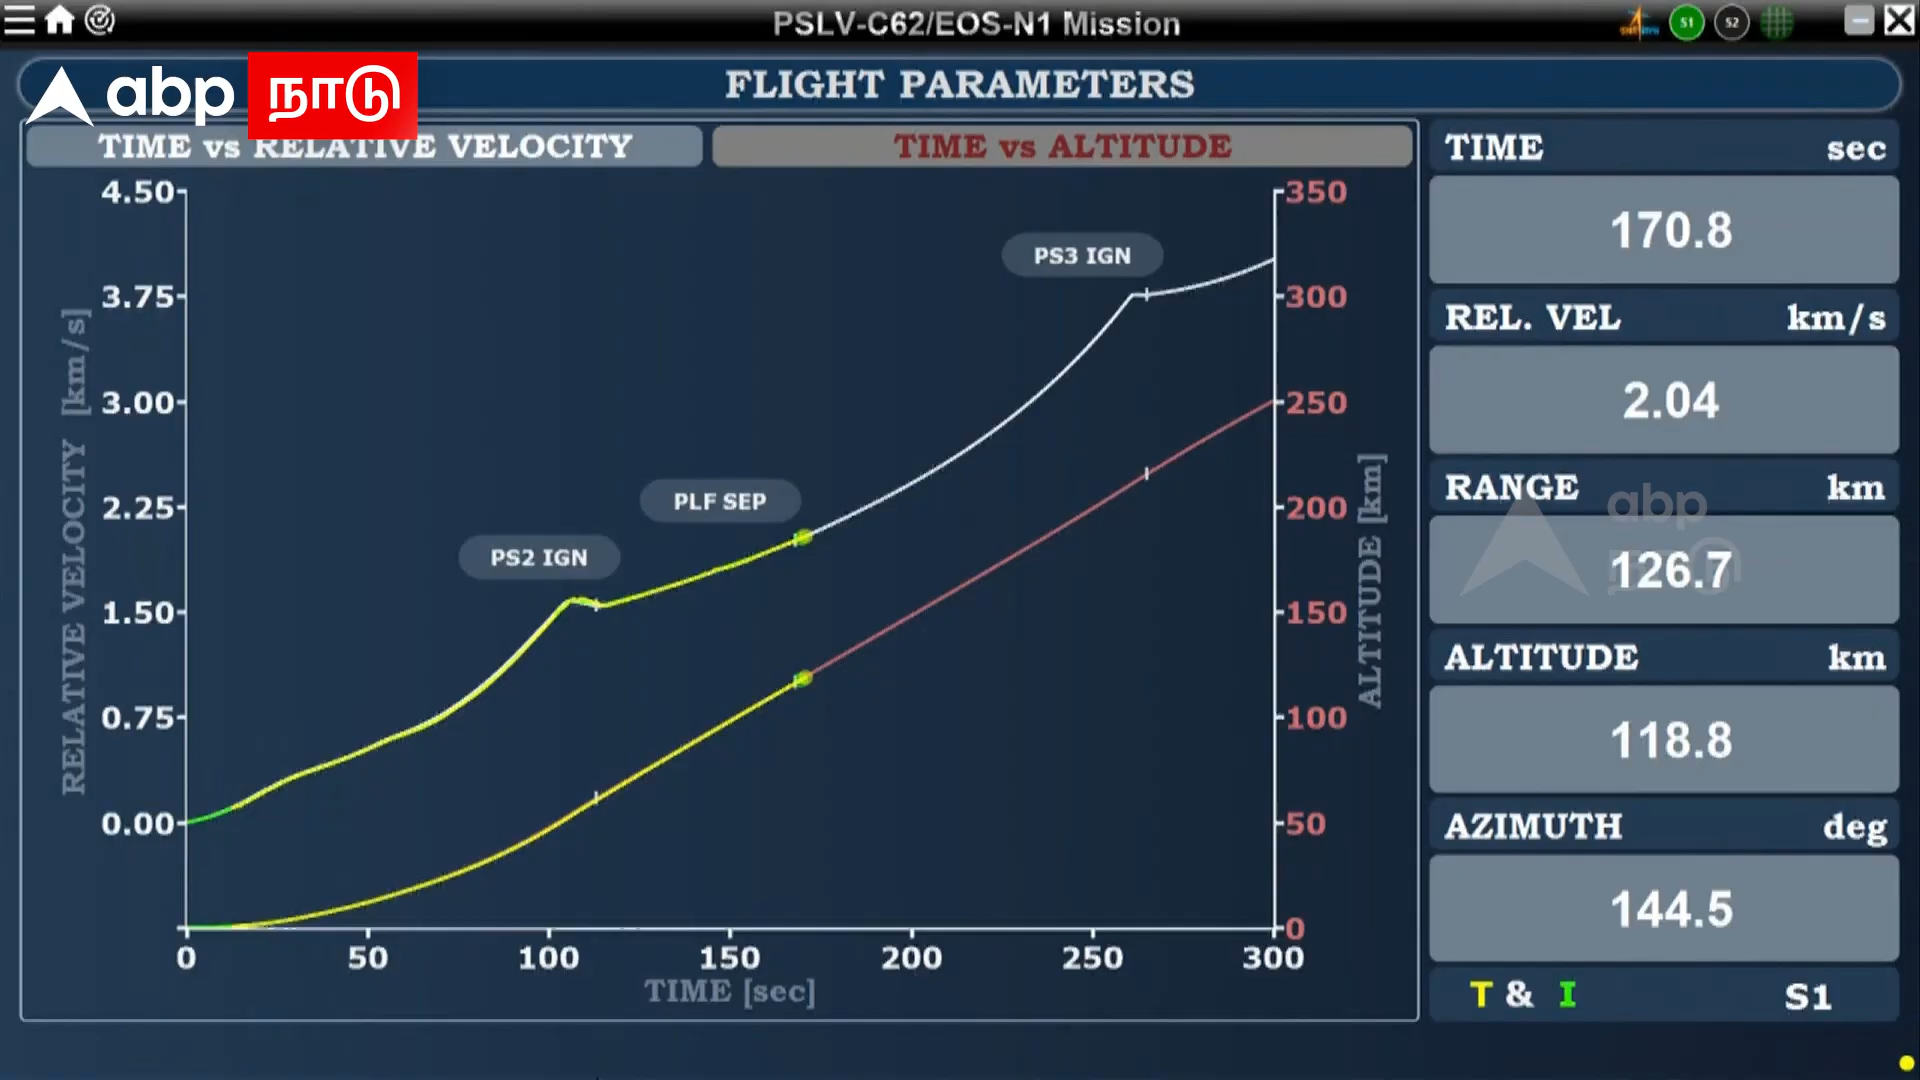 PSLV-C62/EOS-N1 Mission
S1
S2
abp நாடு
FLIGHT PARAMETERS
TIME vs RELATIVE VELOCITY
TIME vs ALTITUDE
4.50
3.75
3.00
2.25
1.50
0.75
0.00
RELATIVE VELOCITY [km/s]
PS2 IGN
PLF SEP
PS3 IGN
350
300
250
200
150
100
50
0
ALTITUDE [km]
0 50 100 150 200 250 300
TIME [sec]
TIME sec
170.8
REL. VEL km/s
2.04
RANGE km
abp நாடு
126.7
ALTITUDE km
118.8
AZIMUTH deg
144.5
T & I S1